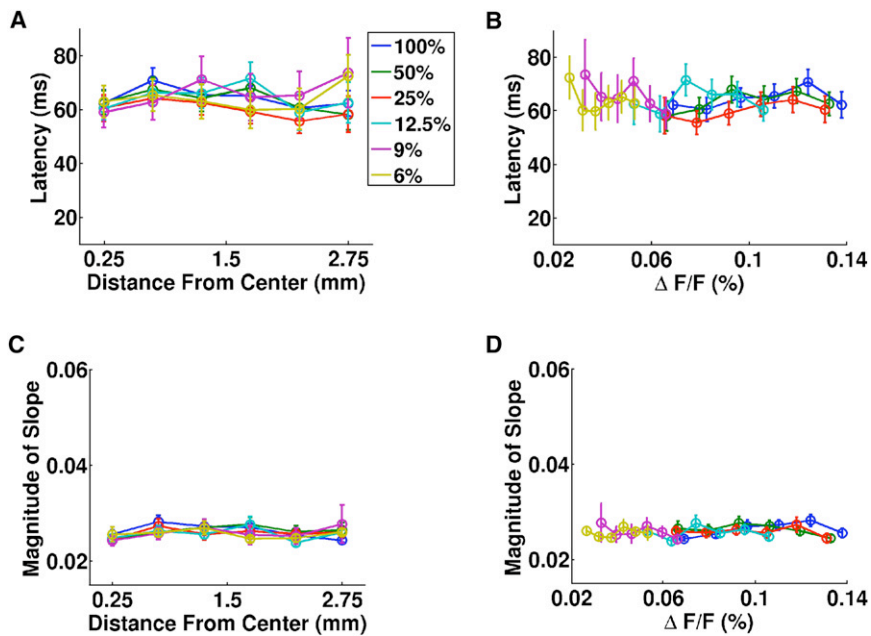 A
Latency (ms)
80
60
40
20
0.25
1.5
2.75
Distance From Center (mm)
100%
50%
25%
12.5%
9%
6%
B
Latency (ms)
80
60
40
20
0.02
0.06
0.1
0.14
Δ F/F (%)
C
Magnitude of Slope
0.06
0.04
0.02
0.25
1.5
2.75
Distance From Center (mm)
D
Magnitude of Slope
0.06
0.04
0.02
0.02
0.06
0.1
0.14
Δ F/F (%)